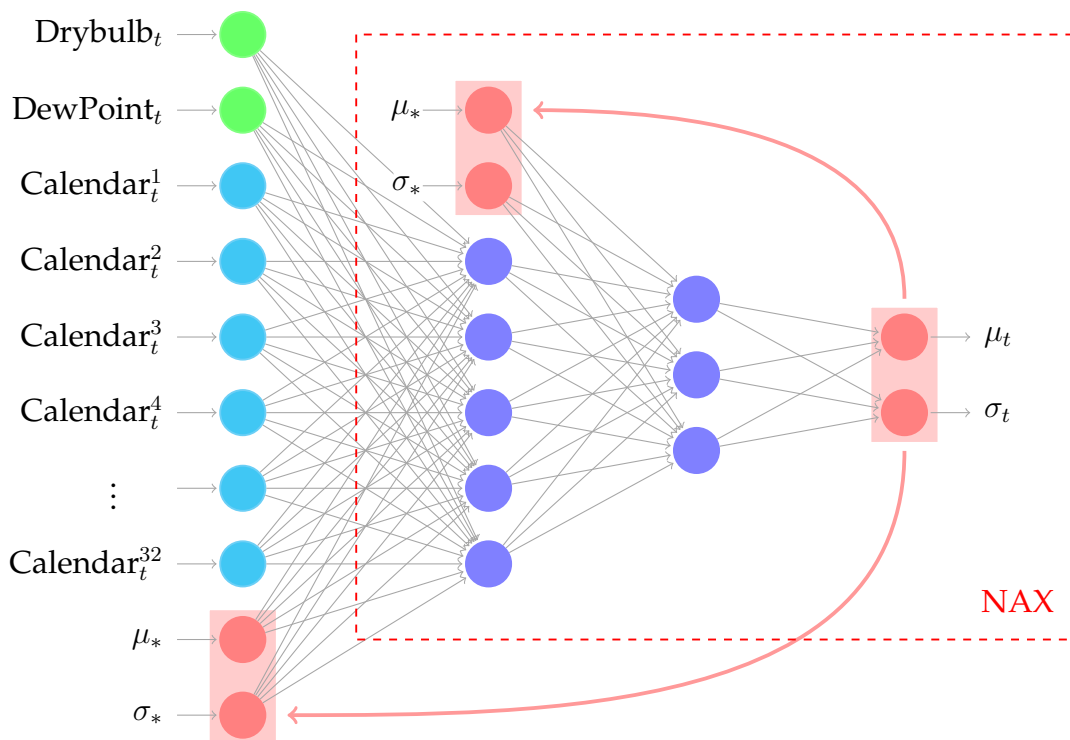 Drybulb_t
DewPoint_t
Calendar_t^1
Calendar_t^2
Calendar_t^3
Calendar_t^4
⋮
Calendar_t^32
μ_*
σ_*
μ_*
σ_*
μ_t
σ_t
NAX